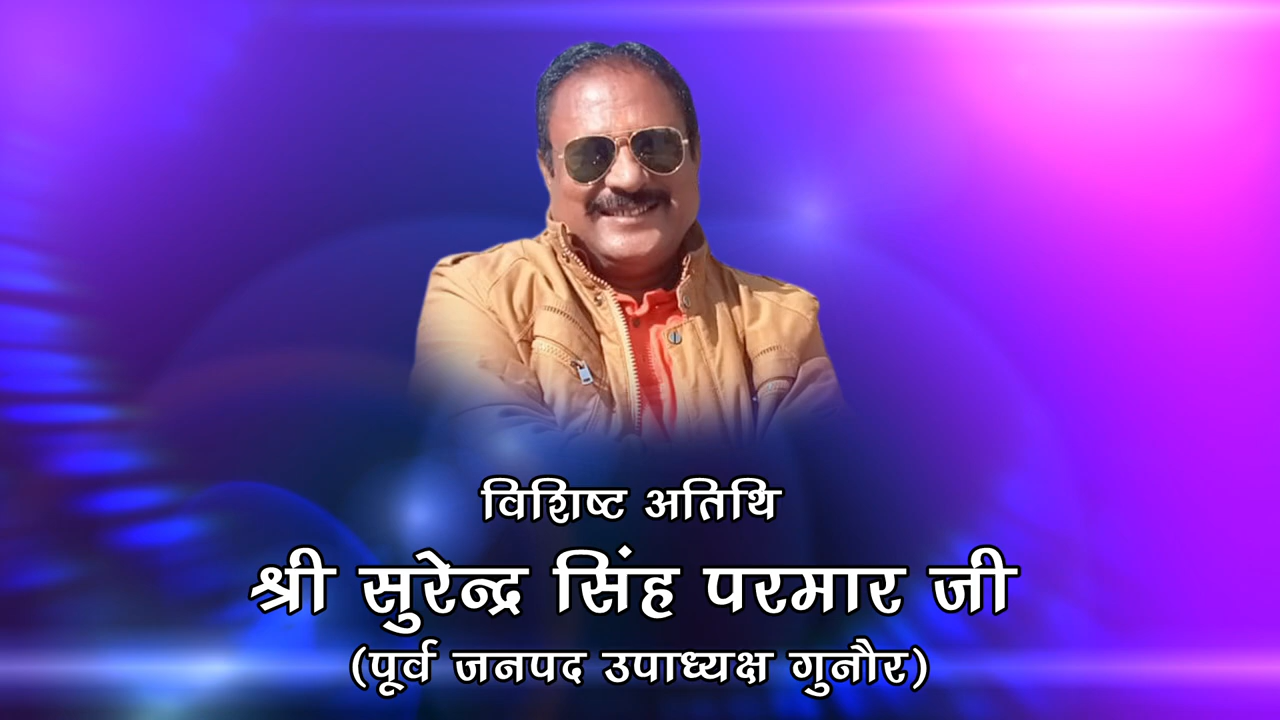 विशिष्ट अतिथि
श्री सुरेन्द्र सिंह परमार जी
(पूर्व जनपद उपाध्यक्ष गुनौर)